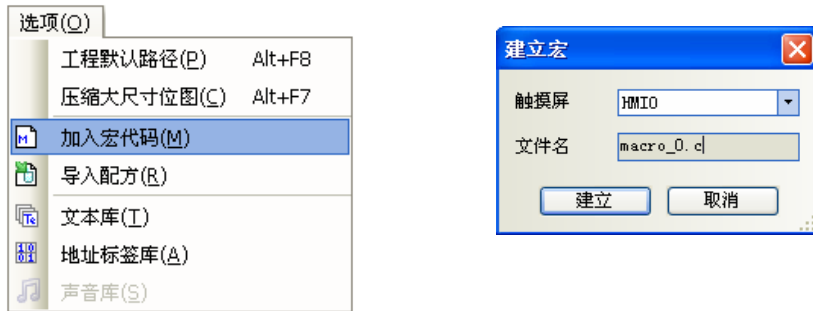 选项(O)
工程默认路径(P) Alt+F8
压缩大尺寸位图(C) Alt+F7
加入宏代码(M)
导入配方(R)
文本库(T)
地址标签库(A)
声音库(S)
建立宏
触摸屏 HMI0
文件名 macro_0.c
建立 取消